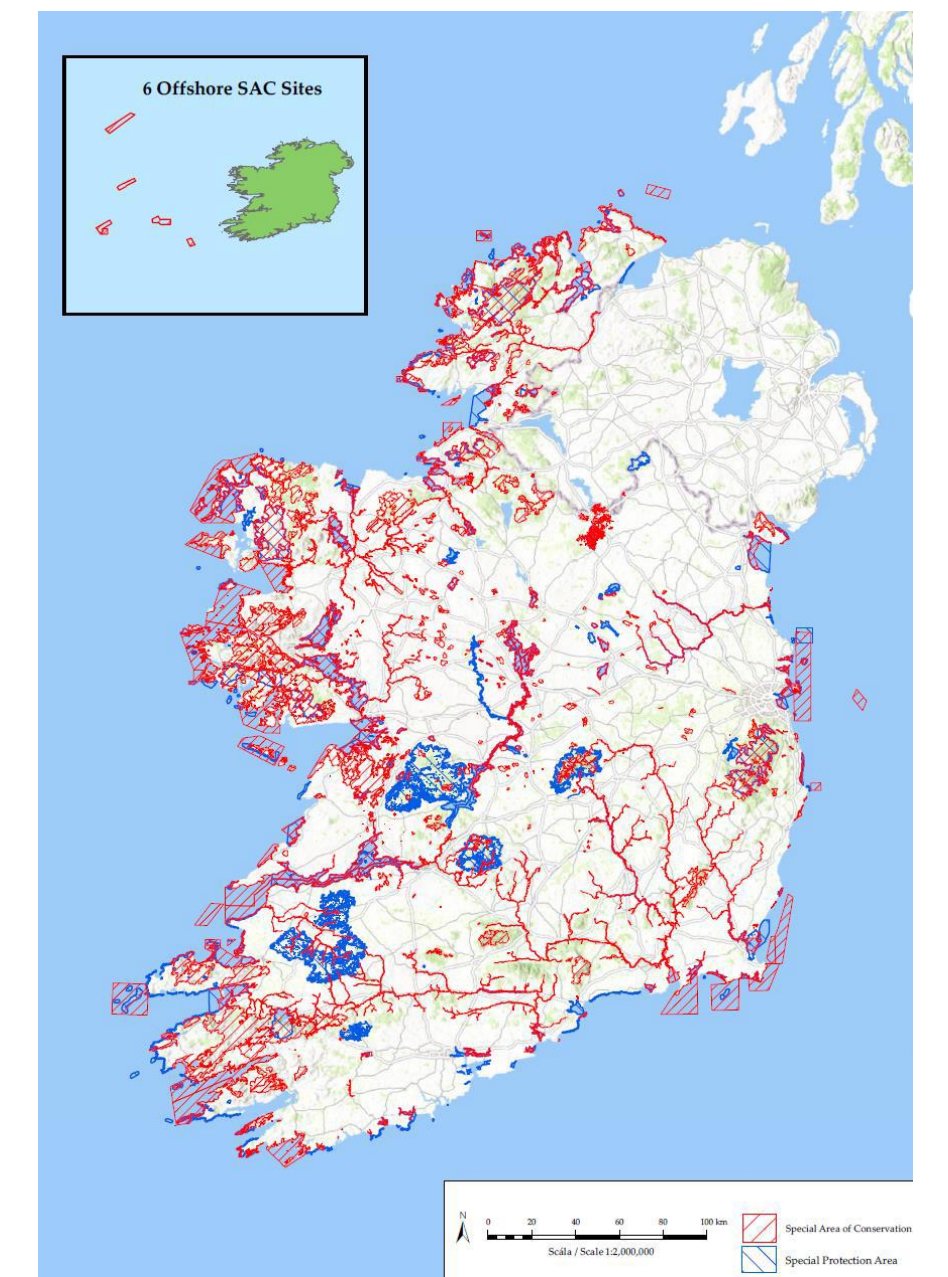 6 Offshore SAC Sites
N
0 20 40 60 80 100 km
Scála / Scale 1:2,000,000
Special Area of Conservation
Special Protection Area